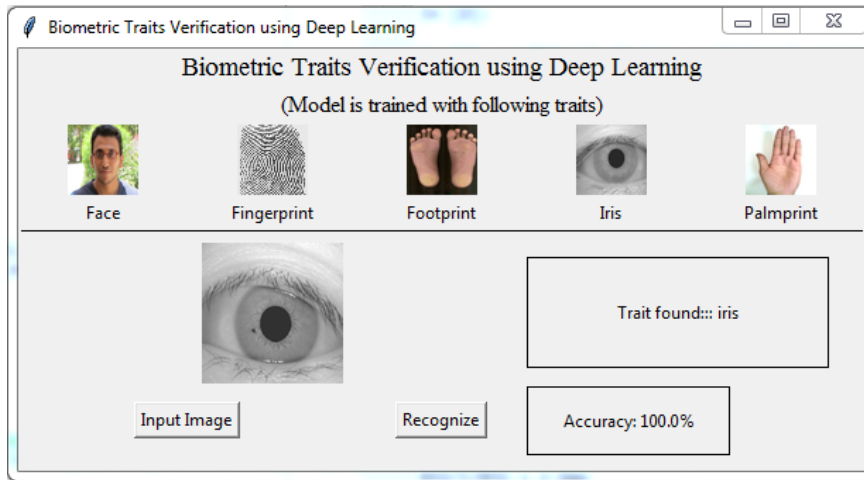 Biometric Traits Verification using Deep Learning
Biometric Traits Verification using Deep Learning
(Model is trained with following traits)
Face Fingerprint Footprint Iris Palmprint
Trait found::: iris
Input Image Recognize Accuracy: 100.0%